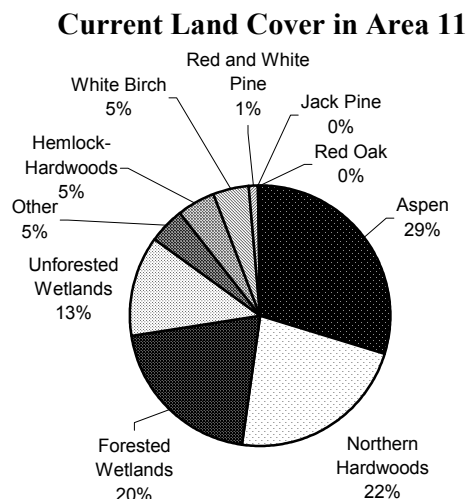 Current Land Cover in Area 11
Red and White
Pine
1%
White Birch
5%
Jack Pine
0%
Red Oak
0%
Hemlock-
Hardwoods
5%
Other
5%
Aspen
29%
Unforested
Wetlands
13%
Forested
Wetlands
20%
Northern
Hardwoods
22%